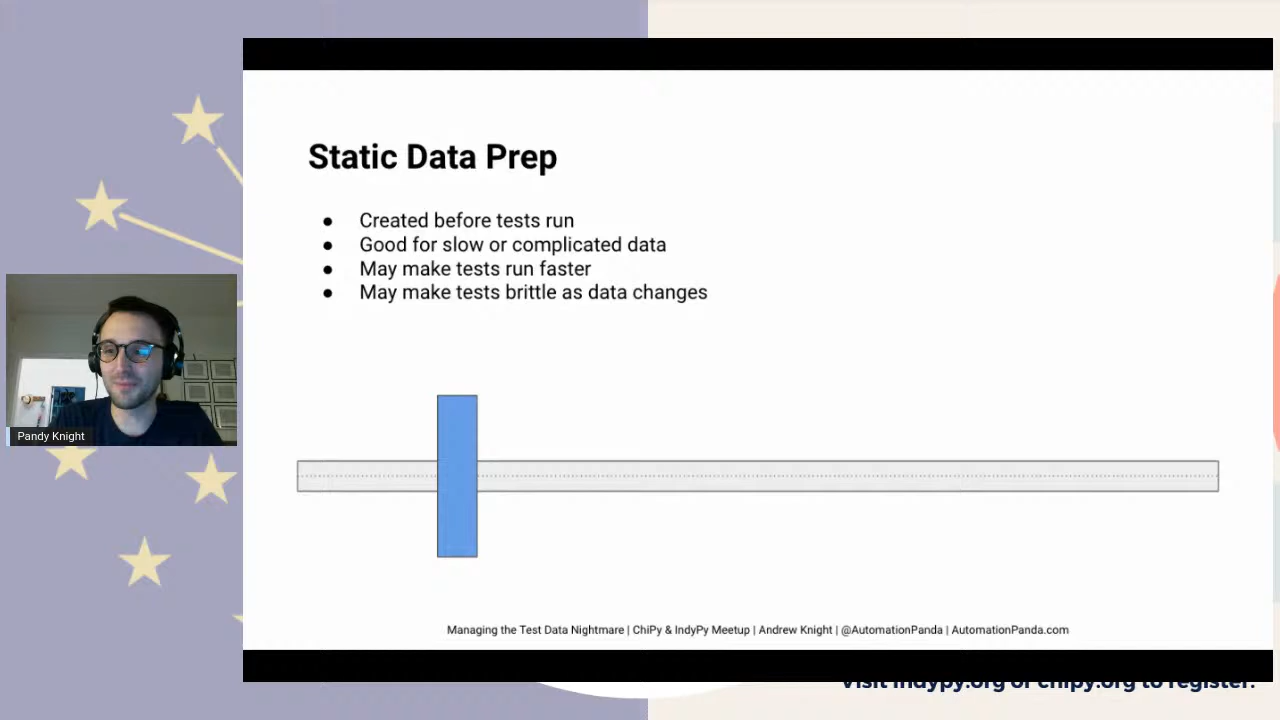 Static Data Prep
● Created before tests run
● Good for slow or complicated data
● May make tests run faster
● May make tests brittle as data changes
Pandy Knight
Managing the Test Data Nightmare | ChiPy & IndyPy Meetup | Andrew Knight | @AutomationPanda | AutomationPanda.com
Visit indypy.org or chipy.org to register.